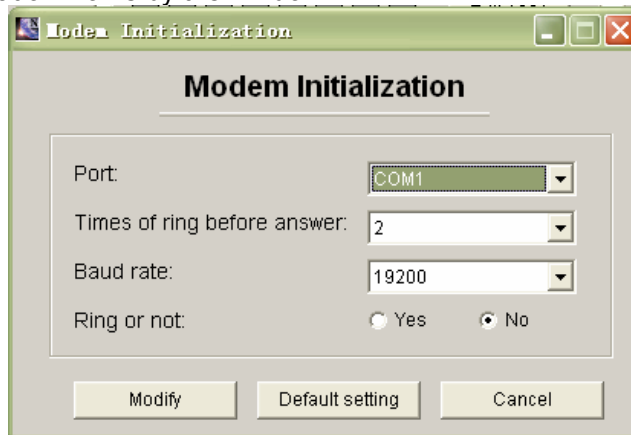 Modem Initialization
Modem Initialization
Port:
COM1
Times of ring before answer:
2
Baud rate:
19200
Ring or not:
Yes
No
Modify
Default setting
Cancel